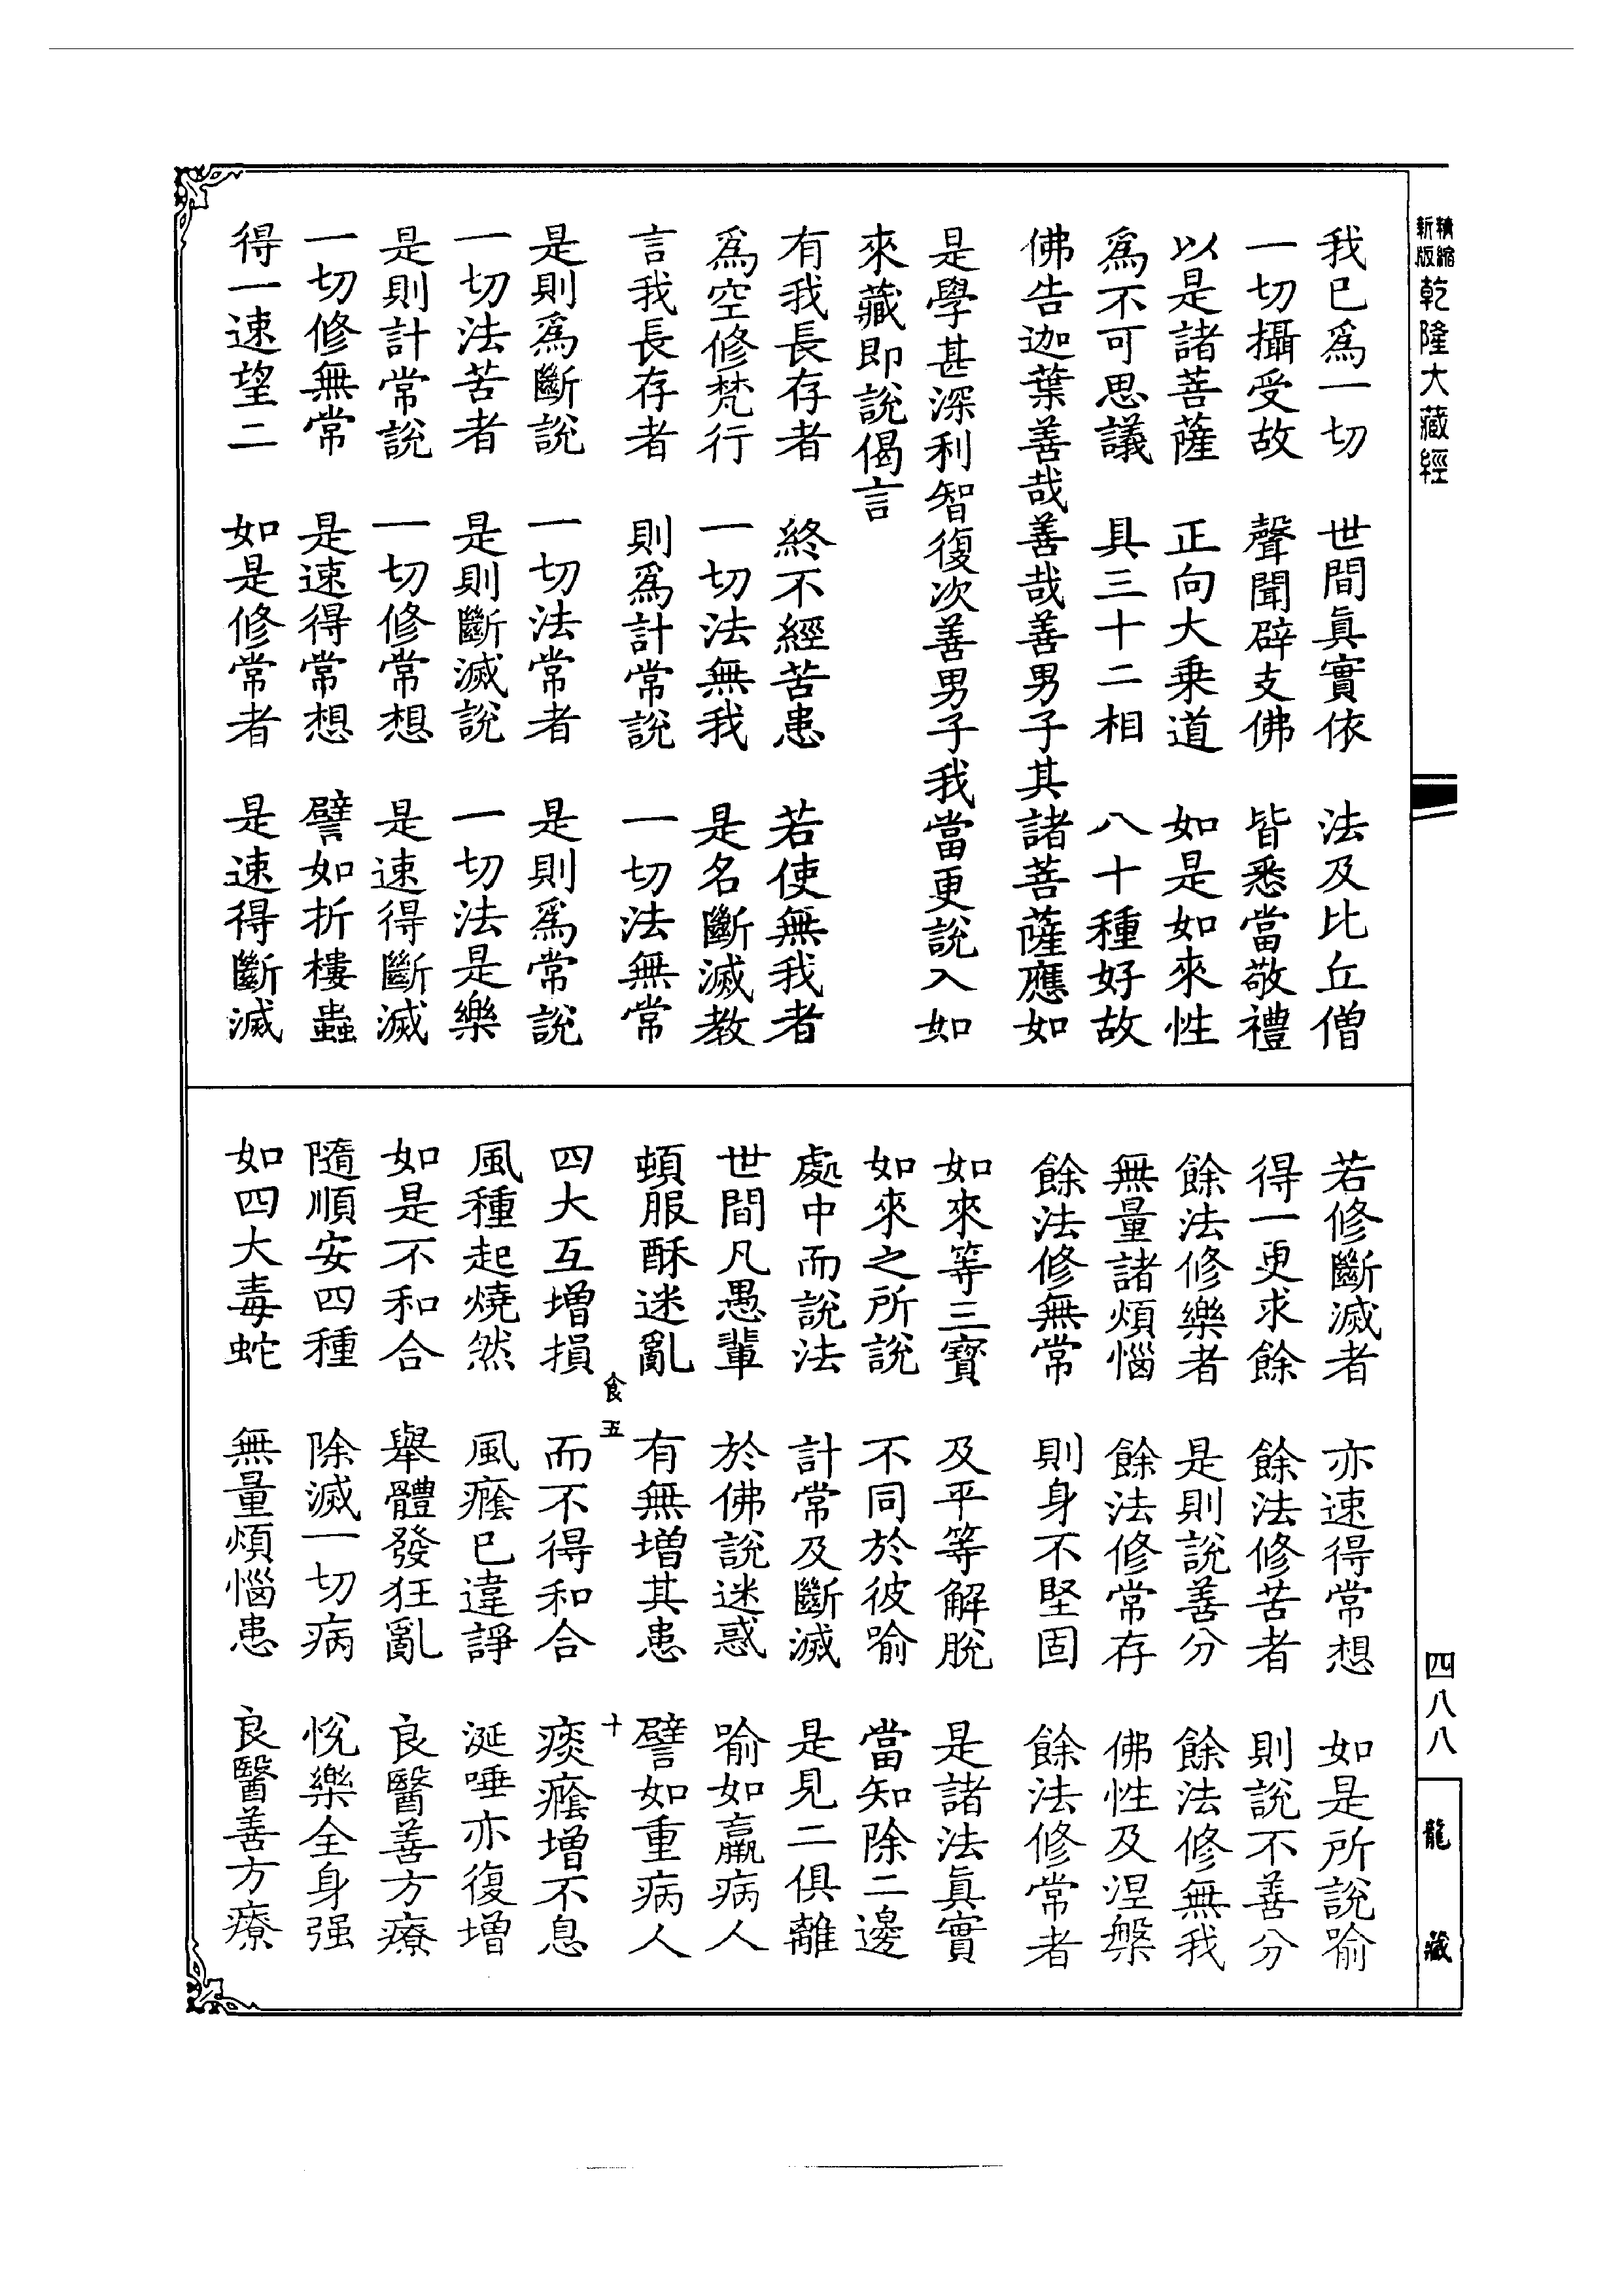 精縮新版 乾隆大藏經
我已爲一切　世間眞實依　法及比丘僧
一切攝受故　聲聞辟支佛　皆悉當敬禮
以是諸菩薩　正向大乗道　如是如來性
爲不可思議　具三十二相　八十種好故
佛告迦葉善哉善哉善男子其諸菩薩應如
是學甚深利智復次善男子我當更說入如
來藏即說偈言
有我長存者　終不經苦患　若使無我者
爲空修梵行　一切法無我　是名斷滅教
言我長存者　則爲計常說　一切法無常
是則爲斷說　一切法常者　是則爲常說
一切法苦者　是則斷滅說　一切法是樂
是則計常說　一切修常想　是速得斷滅
一切修無常　是速得常想　譬如折樓蟲
得一速望二　如是修常者　是速得斷滅
若修斷滅者　亦速得常想　如是所說喻
得一更求餘　餘法修苦者　則說不善分
餘法修樂者　是則說善分　餘法修無我
無量諸煩惱　餘法修常存　佛性及涅槃
餘法修無常　則身不堅固　餘法修常者
如來等三寶　及平等解脫　是諸法眞實
如來之所說　不同於彼喻　當知除二邊
處中而說法　計常及斷滅　是見二俱離
世間凡愚輩　於佛說迷惑　喻如羸病人
頓服酥迷亂　有無増其患　譬如重病人
食五　十
四大互増損　而不得和合　痰癊増不息
風種起燒然　風癊已違諍　涎唾亦復増
如是不和合　舉體發狂亂　良醫善方療
隨順安四種　除滅一切病　悅樂全身强
如四大毒蛇　無量煩惱患　良醫善方療
四八八
龍藏